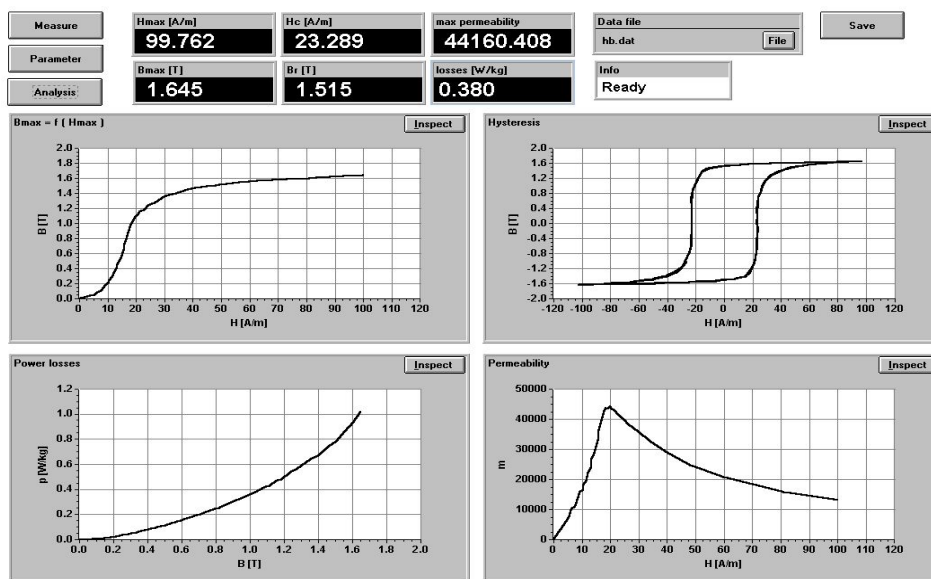 Measure
Parameter
Analysis
Hmax [A/m]
99.762
Hc [A/m]
23.289
max permeability
44160.408
Bmax [T]
1.645
Br [T]
1.515
losses [W/kg]
0.380
Data file
hb.dat File
Info
Ready
Save
Bmax = f ( Hmax )
Inspect
2.0
1.8
1.6
1.4
1.2
1.0
0.8
0.6
0.4
0.2
0.0
B [T]
0 10 20 30 40 50 60 70 80 90 100 110 120
H [A/m]
Hysteresis
Inspect
2.0
1.6
1.2
0.8
0.4
0.0
-0.4
-0.8
-1.2
-1.6
-2.0
B [T]
-120 -100 -80 -60 -40 -20 0 20 40 60 80 100 120
H [A/m]
Power losses
Inspect
1.2
1.0
0.8
0.6
0.4
0.2
0.0
p [W/kg]
0.0 0.2 0.4 0.6 0.8 1.0 1.2 1.4 1.6 1.8 2.0
B [T]
Permeability
Inspect
50000
40000
30000
20000
10000
0
m
0 10 20 30 40 50 60 70 80 90 100 110 120
H [A/m]